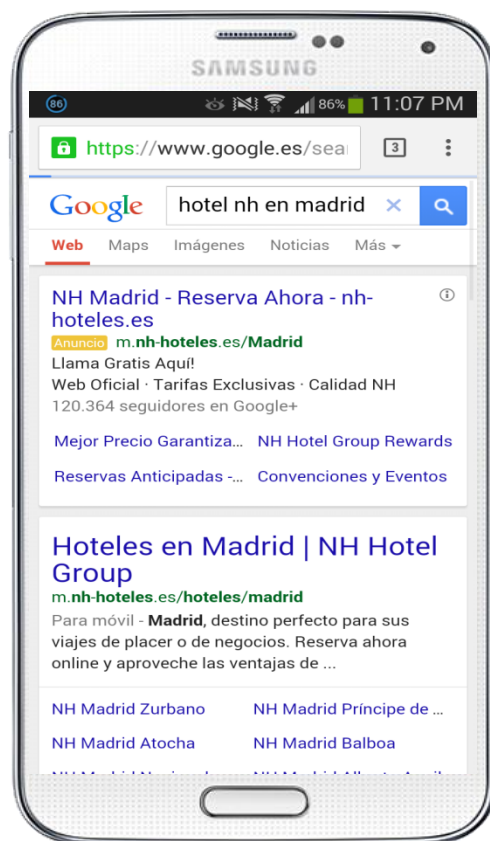 SAMSUNG
86 86% 11:07 PM
https://www.google.es/sear 3
Google hotel nh en madrid ×
Web Maps Imágenes Noticias Más
NH Madrid - Reserva Ahora - nh-
hoteles.es
Anuncio m.nh-hoteles.es/Madrid
Llama Gratis Aquí!
Web Oficial · Tarifas Exclusivas · Calidad NH
120.364 seguidores en Google+
Mejor Precio Garantiza... NH Hotel Group Rewards
Reservas Anticipadas -... Convenciones y Eventos
Hoteles en Madrid | NH Hotel
Group
m.nh-hoteles.es/hoteles/madrid
Para móvil - Madrid, destino perfecto para sus
viajes de placer o de negocios. Reserva ahora
online y aproveche las ventajas de ...
NH Madrid Zurbano NH Madrid Príncipe de ...
NH Madrid Atocha NH Madrid Balboa